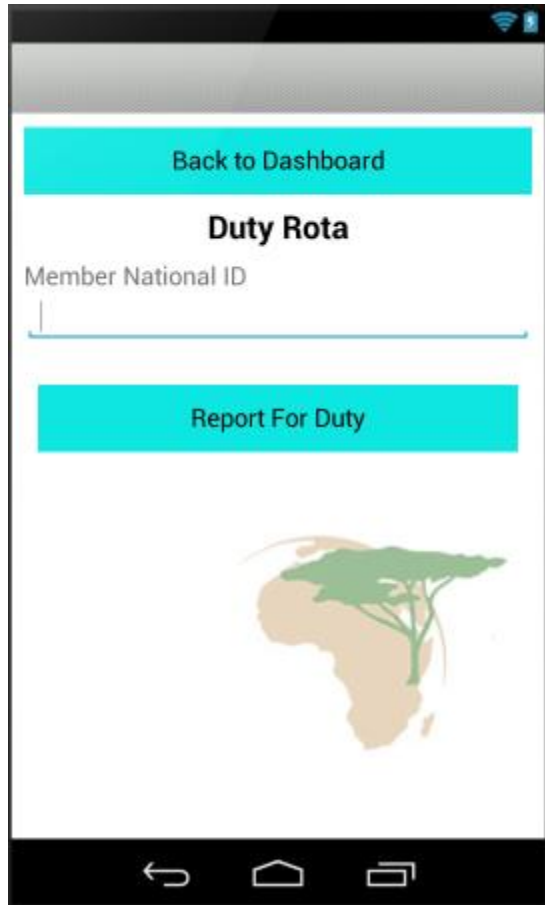 Back to Dashboard
Duty Rota
Member National ID
Report For Duty